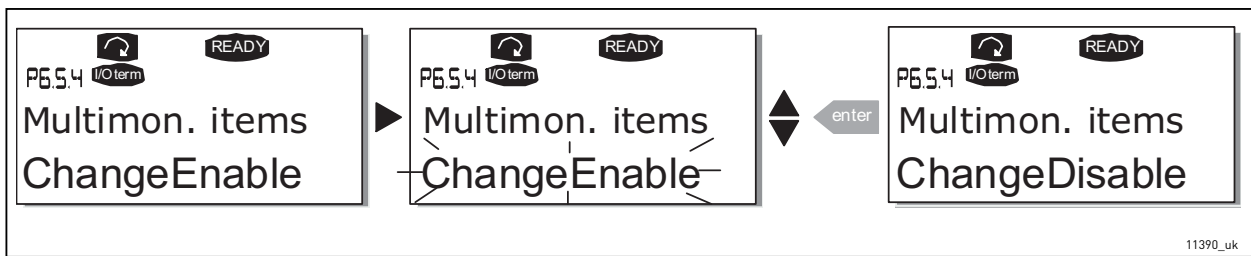 READY
P6.5.4 I/O term
Multimon. items
ChangeEnable
READY
P6.5.4 I/O term
Multimon. items
ChangeEnable
enter
READY
P6.5.4 I/O term
Multimon. items
ChangeDisable
11390_uk